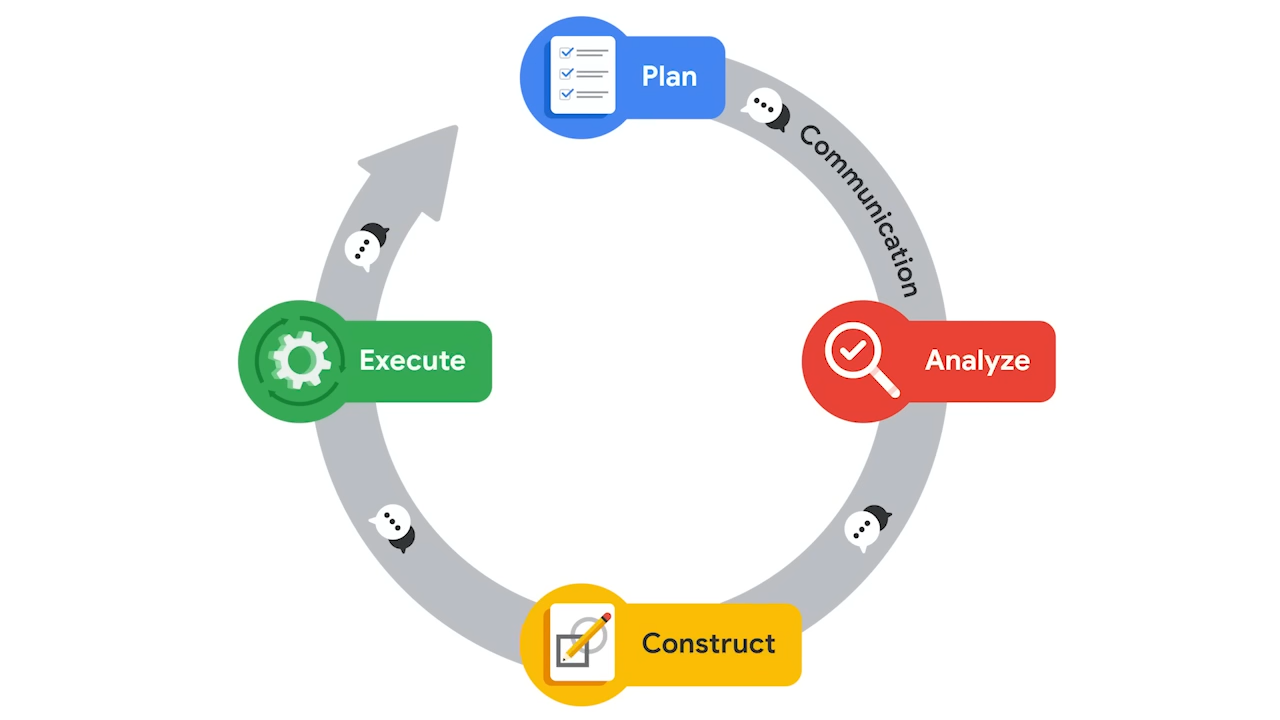 Plan
Communication
Analyze
Construct
Execute